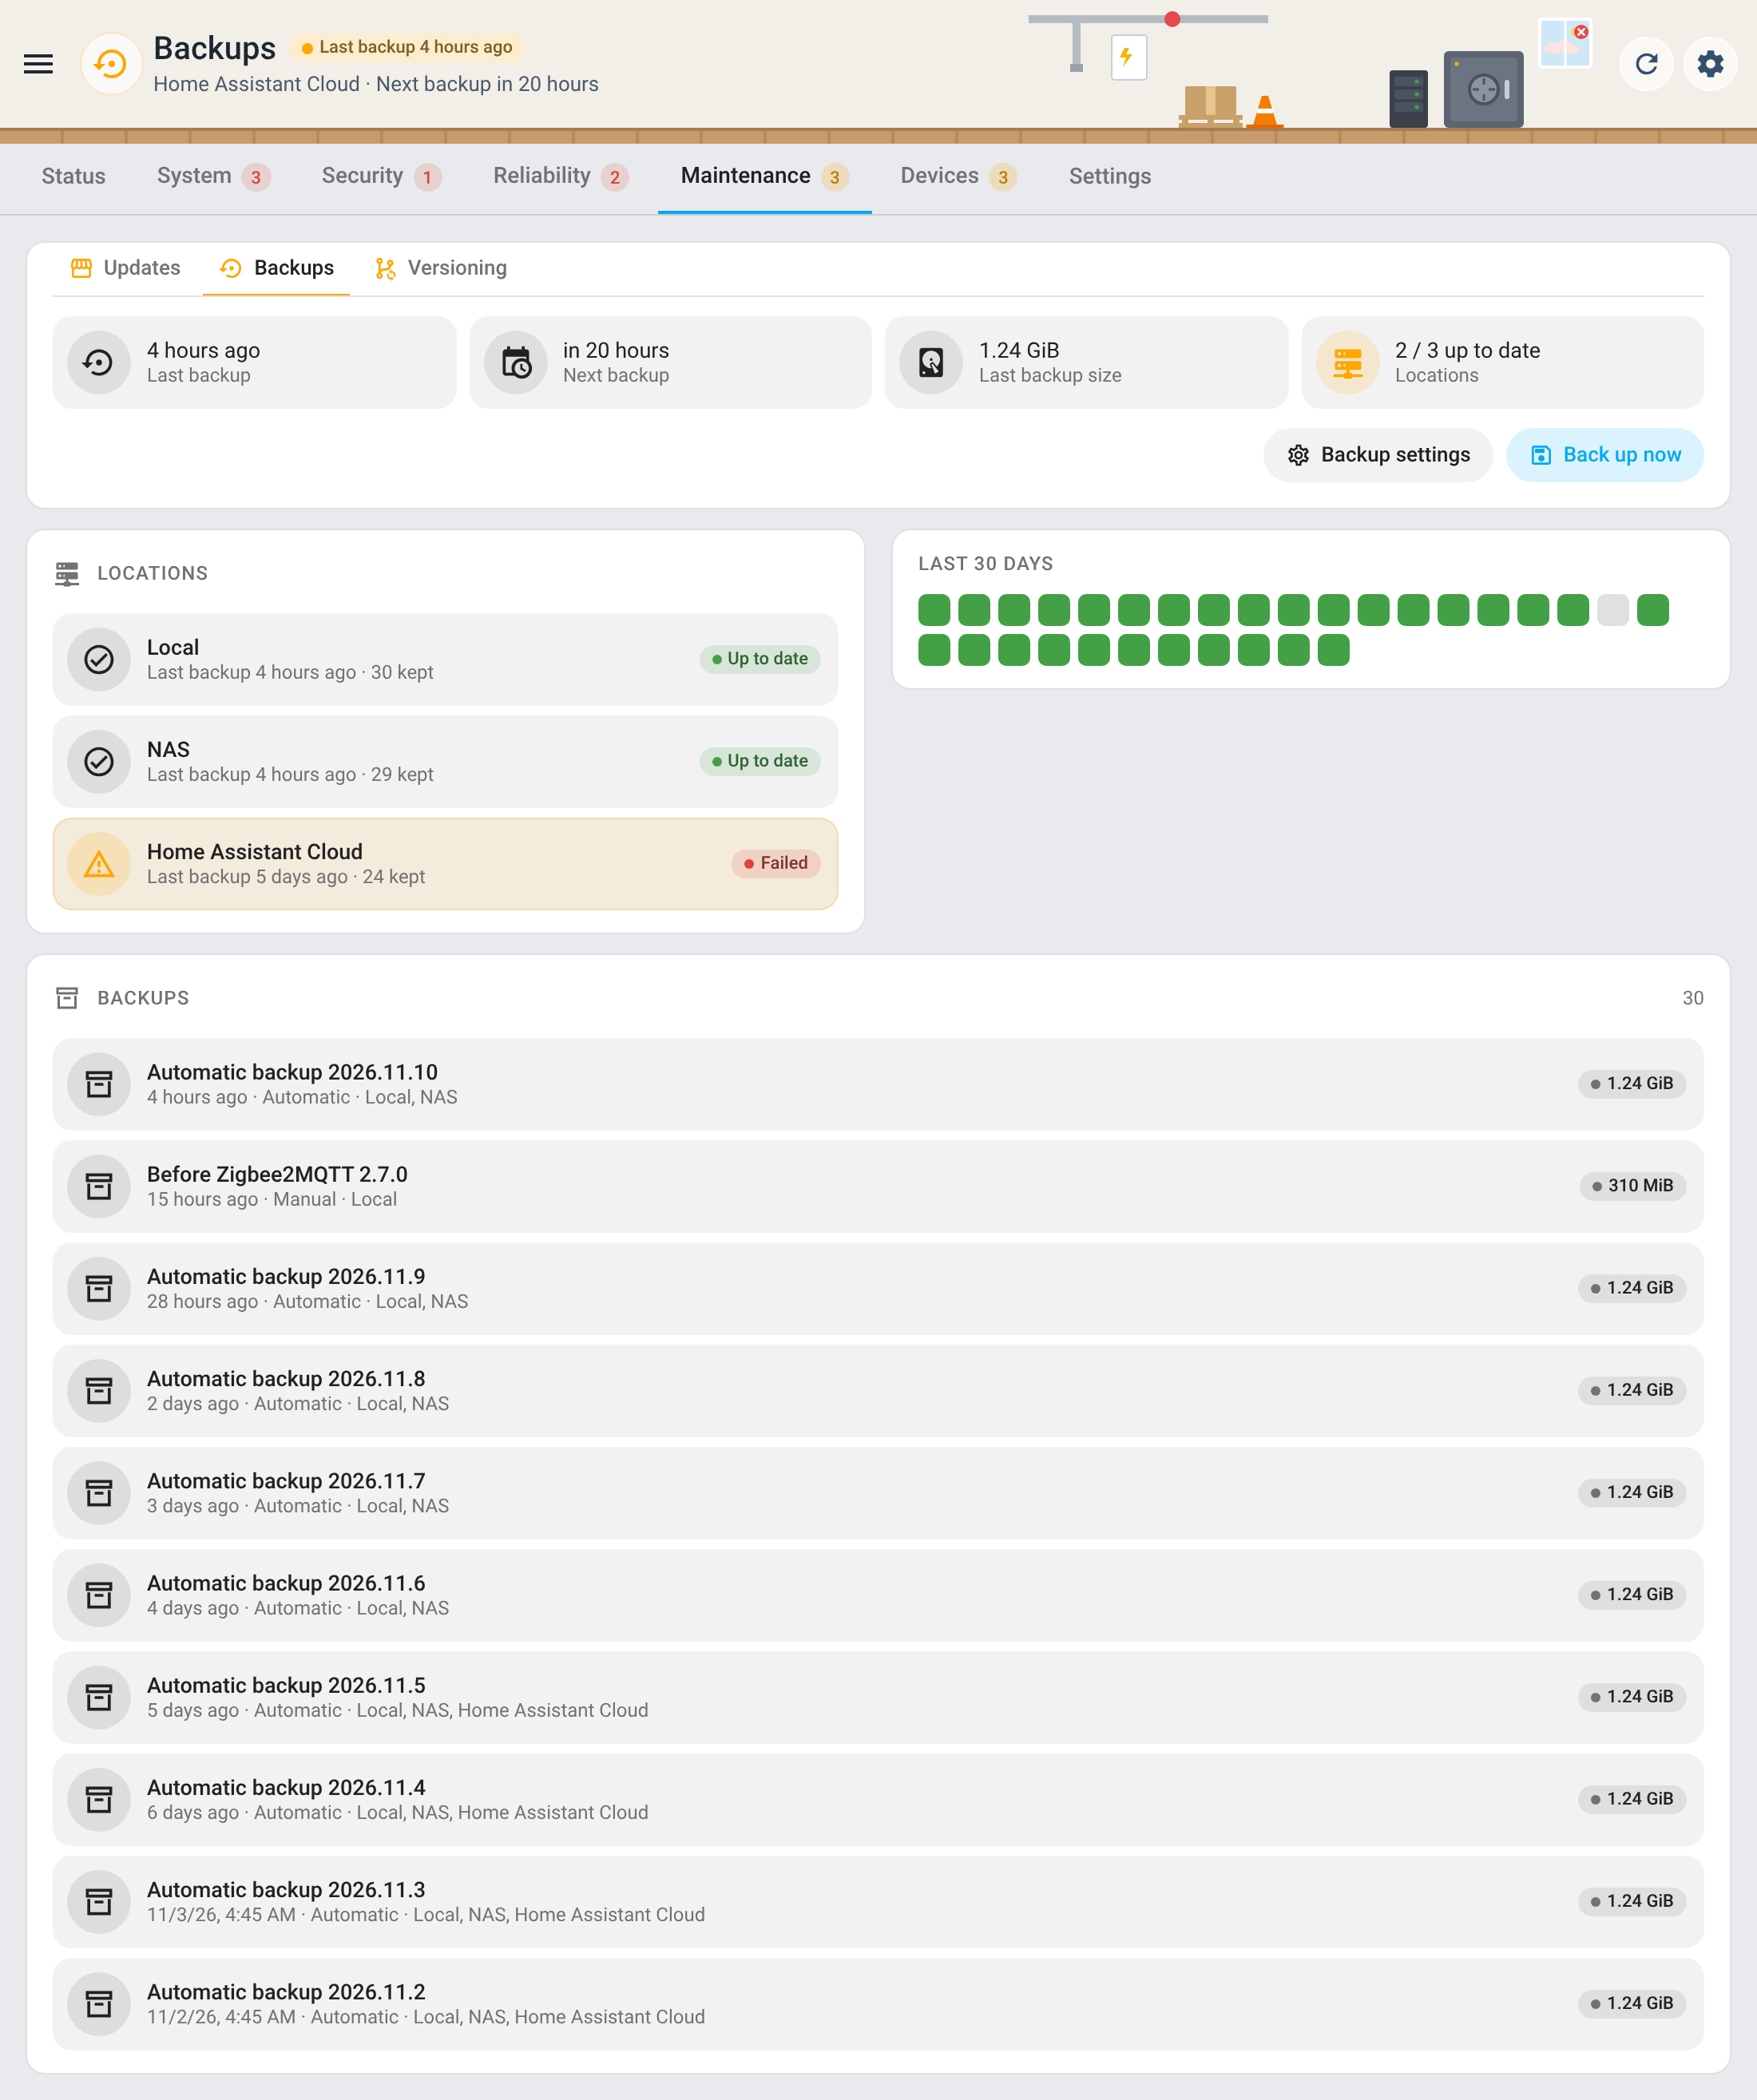 Backups
Last backup 4 hours ago
Home Assistant Cloud · Next backup in 20 hours
Status
System 3
Security 1
Reliability 2
Maintenance 3
Devices 3
Settings
Updates
Backups
Versioning
4 hours ago
Last backup
in 20 hours
Next backup
1.24 GiB
Last backup size
2 / 3 up to date
Locations
Backup settings
Back up now
LOCATIONS
Local
Last backup 4 hours ago · 30 kept
Up to date
NAS
Last backup 4 hours ago · 29 kept
Up to date
Home Assistant Cloud
Last backup 5 days ago · 24 kept
Failed
LAST 30 DAYS
BACKUPS
30
Automatic backup 2026.11.10
4 hours ago · Automatic · Local, NAS
1.24 GiB
Before Zigbee2MQTT 2.7.0
15 hours ago · Manual · Local
310 MiB
Automatic backup 2026.11.9
28 hours ago · Automatic · Local, NAS
1.24 GiB
Automatic backup 2026.11.8
2 days ago · Automatic · Local, NAS
1.24 GiB
Automatic backup 2026.11.7
3 days ago · Automatic · Local, NAS
1.24 GiB
Automatic backup 2026.11.6
4 days ago · Automatic · Local, NAS
1.24 GiB
Automatic backup 2026.11.5
5 days ago · Automatic · Local, NAS, Home Assistant Cloud
1.24 GiB
Automatic backup 2026.11.4
6 days ago · Automatic · Local, NAS, Home Assistant Cloud
1.24 GiB
Automatic backup 2026.11.3
11/3/26, 4:45 AM · Automatic · Local, NAS, Home Assistant Cloud
1.24 GiB
Automatic backup 2026.11.2
11/2/26, 4:45 AM · Automatic · Local, NAS, Home Assistant Cloud
1.24 GiB